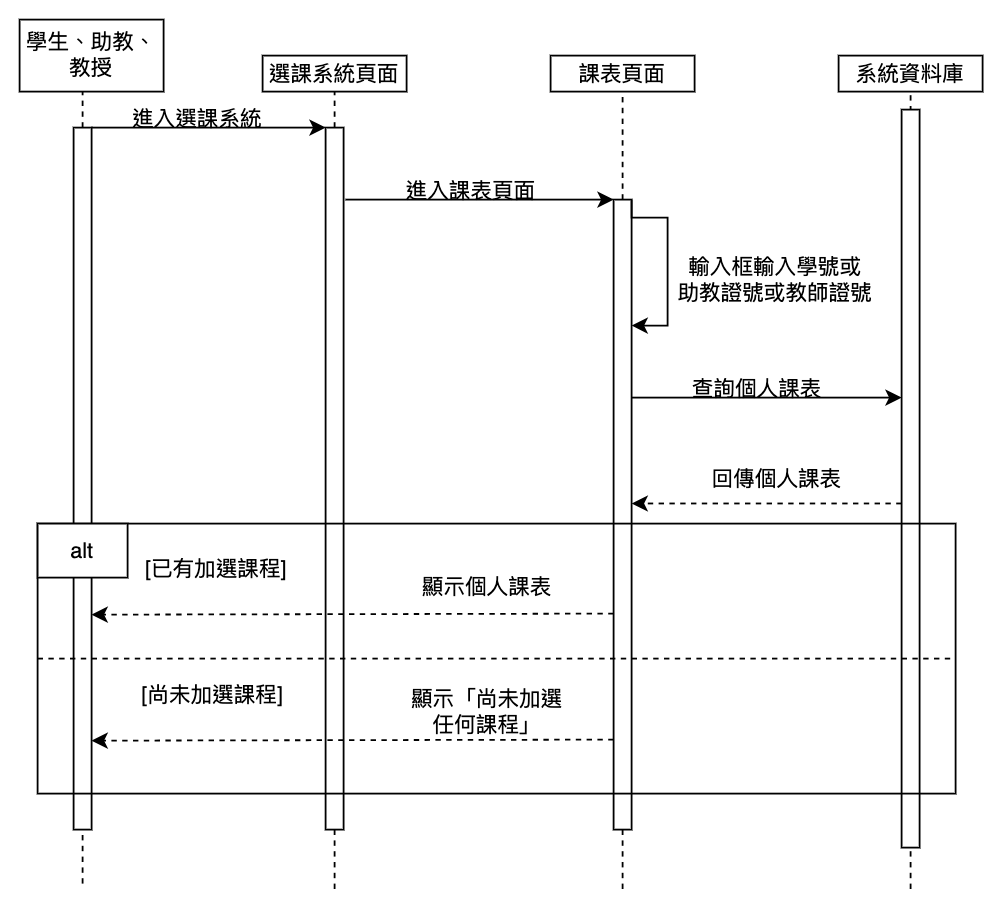 學生、助教、
教授
選課系統頁面
課表頁面
系統資料庫
進入選課系統
進入課表頁面
輸入框輸入學號或
助教證號或教師證號
查詢個人課表
回傳個人課表
alt
[已有加選課程]
顯示個人課表
[尚未加選課程]
顯示「尚未加選
任何課程」